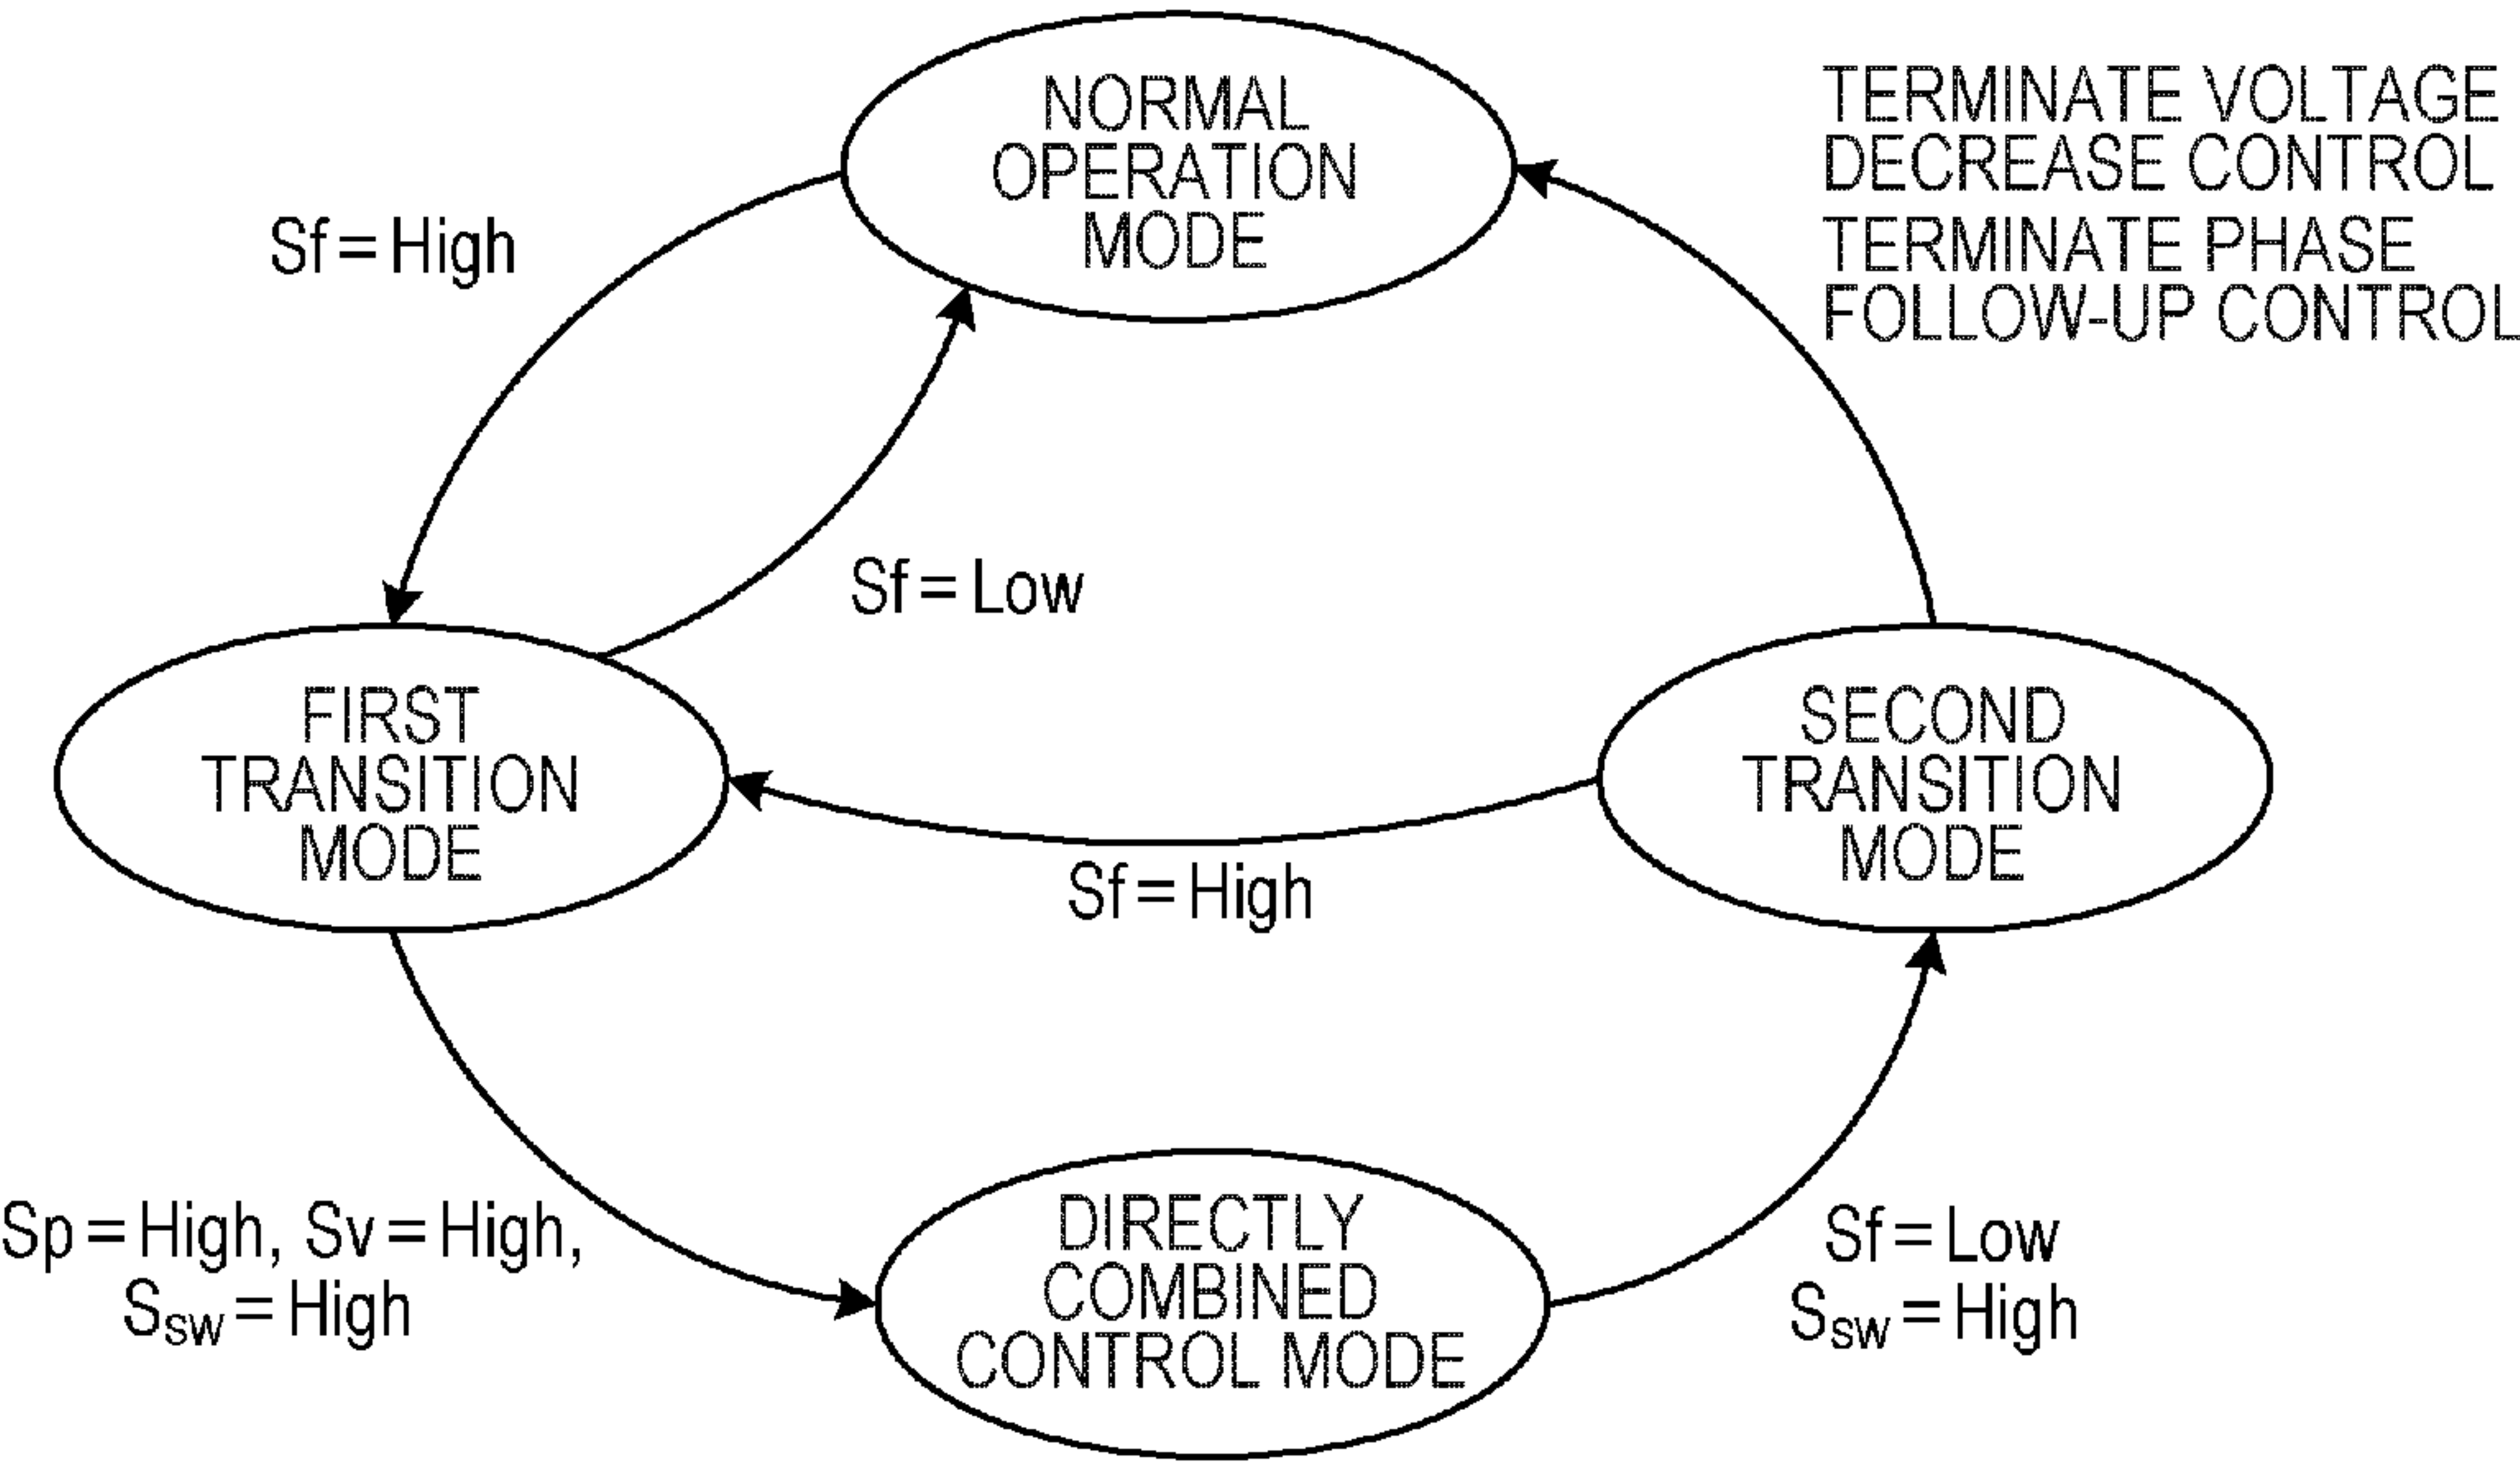 NORMAL
OPERATION
MODE
TERMINATE VOLTAGE
DECREASE CONTROL
TERMINATE PHASE
FOLLOW-UP CONTROL
Sf=High
Sf=Low
FIRST
TRANSITION
MODE
SECOND
TRANSITION
MODE
Sf=High
Sp=High, Sv=High,
Ssw=High
DIRECTLY
COMBINED
CONTROL MODE
Sf=Low
Ssw=High